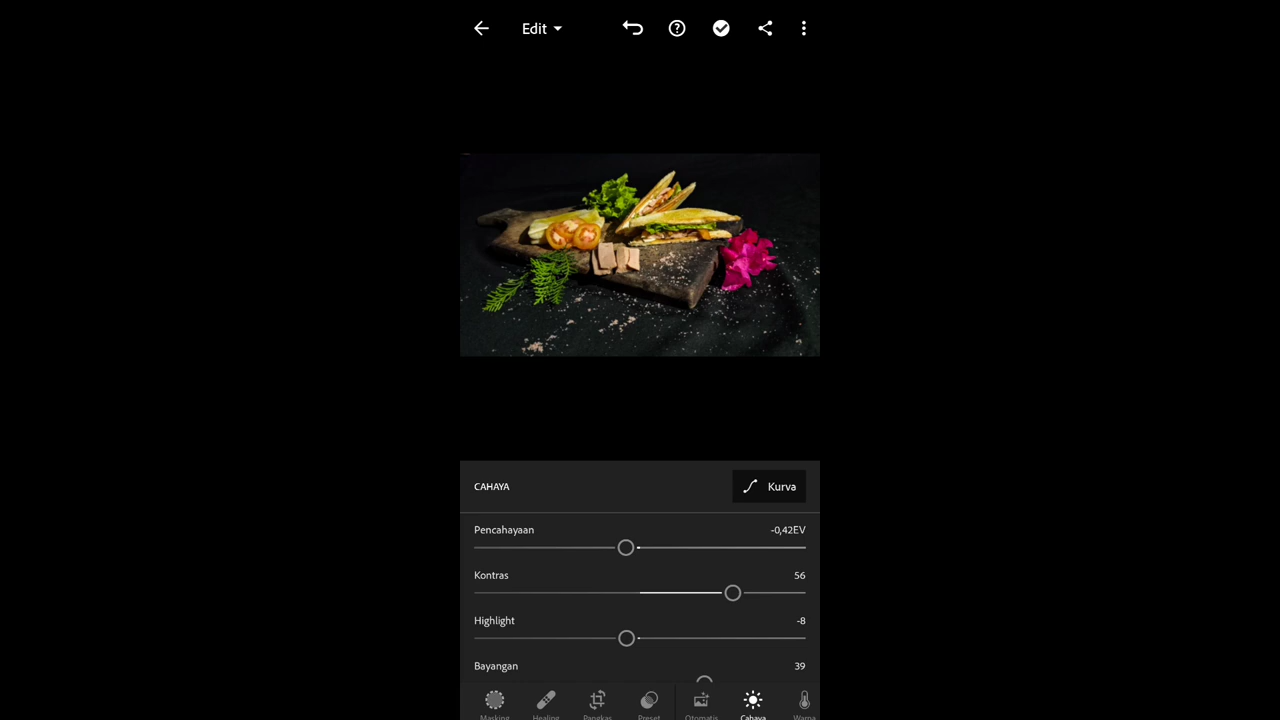 Edit
CAHAYA
Kurva
Pencahayaan -0,42EV
Kontras 56
Highlight -8
Bayangan 39
Masking Healing Pangkas Preset Otomatis Cahaya Warna